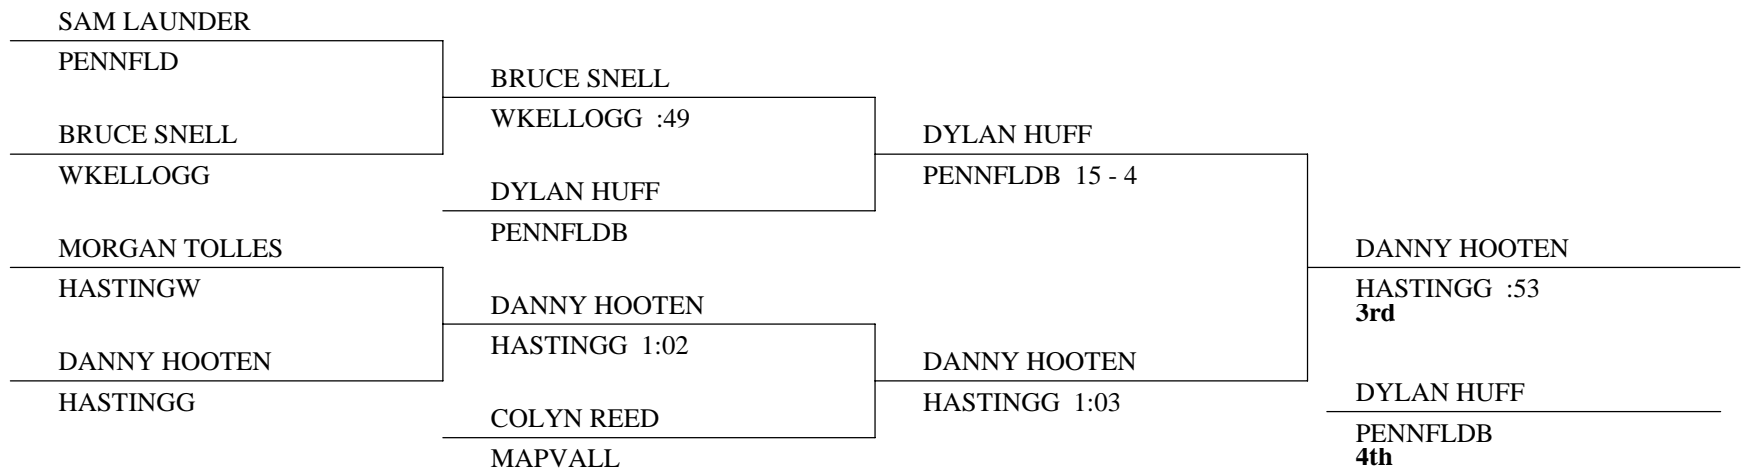 SAM LAUNDER
PENNFLD
BRUCE SNELL
WKELLOGG
MORGAN TOLLES
HASTINGW
DANNY HOOTEN
HASTINGG
BRUCE SNELL
WKELLOGG :49
DYLAN HUFF
PENNFLDB
DANNY HOOTEN
HASTINGG 1:02
COLYN REED
MAPVALL
DYLAN HUFF
PENNFLDB 15 - 4
DANNY HOOTEN
HASTINGG 1:03
DANNY HOOTEN
HASTINGG :53
3rd
DYLAN HUFF
PENNFLDB
4th